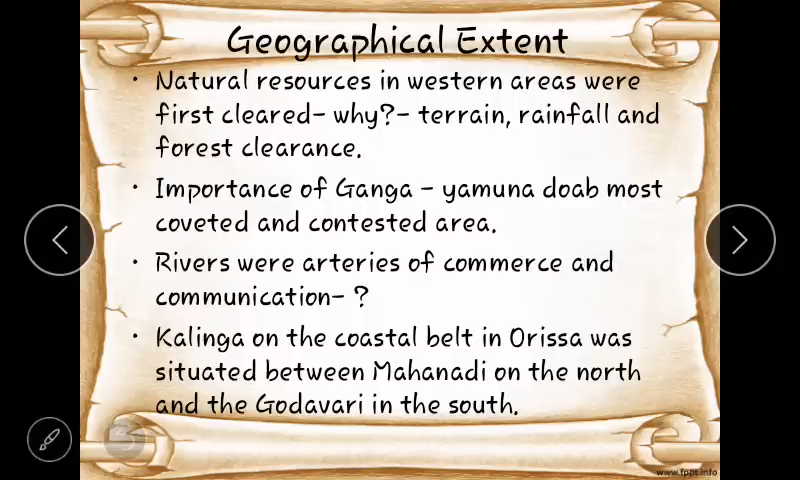 Geographical Extent
• Natural resources in western areas were
first cleared- why?- terrain, rainfall and
forest clearance.
• Importance of Ganga - yamuna doab most
coveted and contested area.
• Rivers were arteries of commerce and
communication- ?
• Kalinga on the coastal belt in Orissa was
situated between Mahanadi on the north
and the Godavari in the south.
www.fppt.info